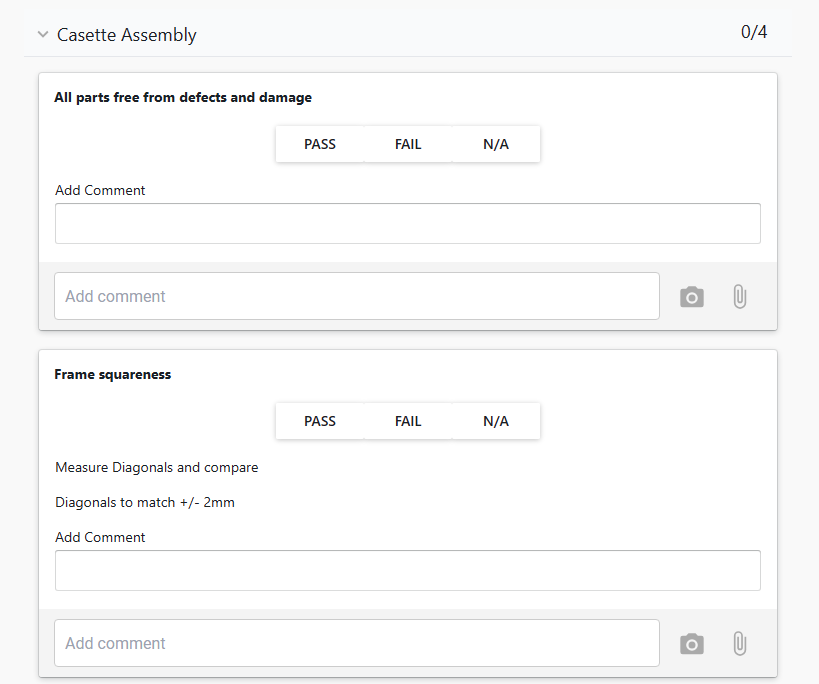 Casette Assembly 0/4
All parts free from defects and damage
PASS FAIL N/A
Add Comment
Add comment
Frame squareness
PASS FAIL N/A
Measure Diagonals and compare
Diagonals to match +/- 2mm
Add Comment
Add comment